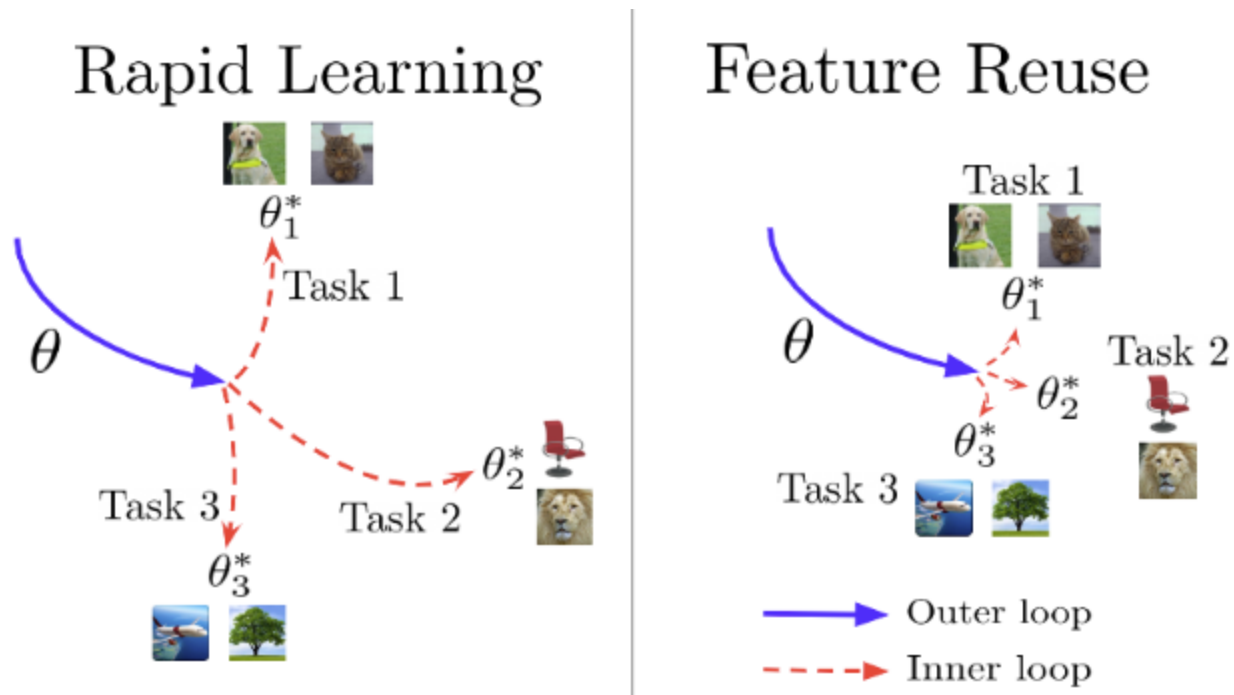 Rapid Learning
θ₁*
Task 1
θ
θ₂*
Task 3
Task 2
θ₃*
Feature Reuse
Task 1
θ₁*
θ
Task 2
θ₂*
θ₃*
Task 3
Outer loop
Inner loop